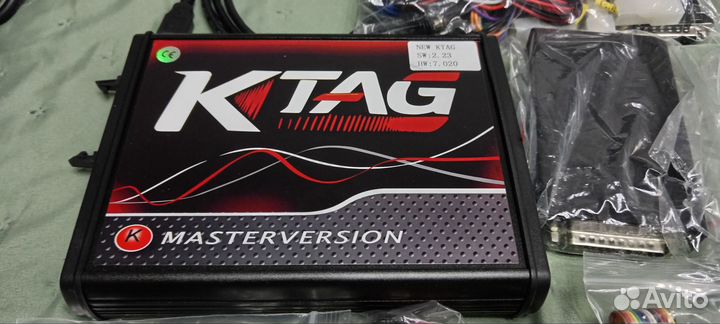 NEW KTAG
SW:2.23
HW:7.020
CE
KTAG
K MASTERVERSION
Avito